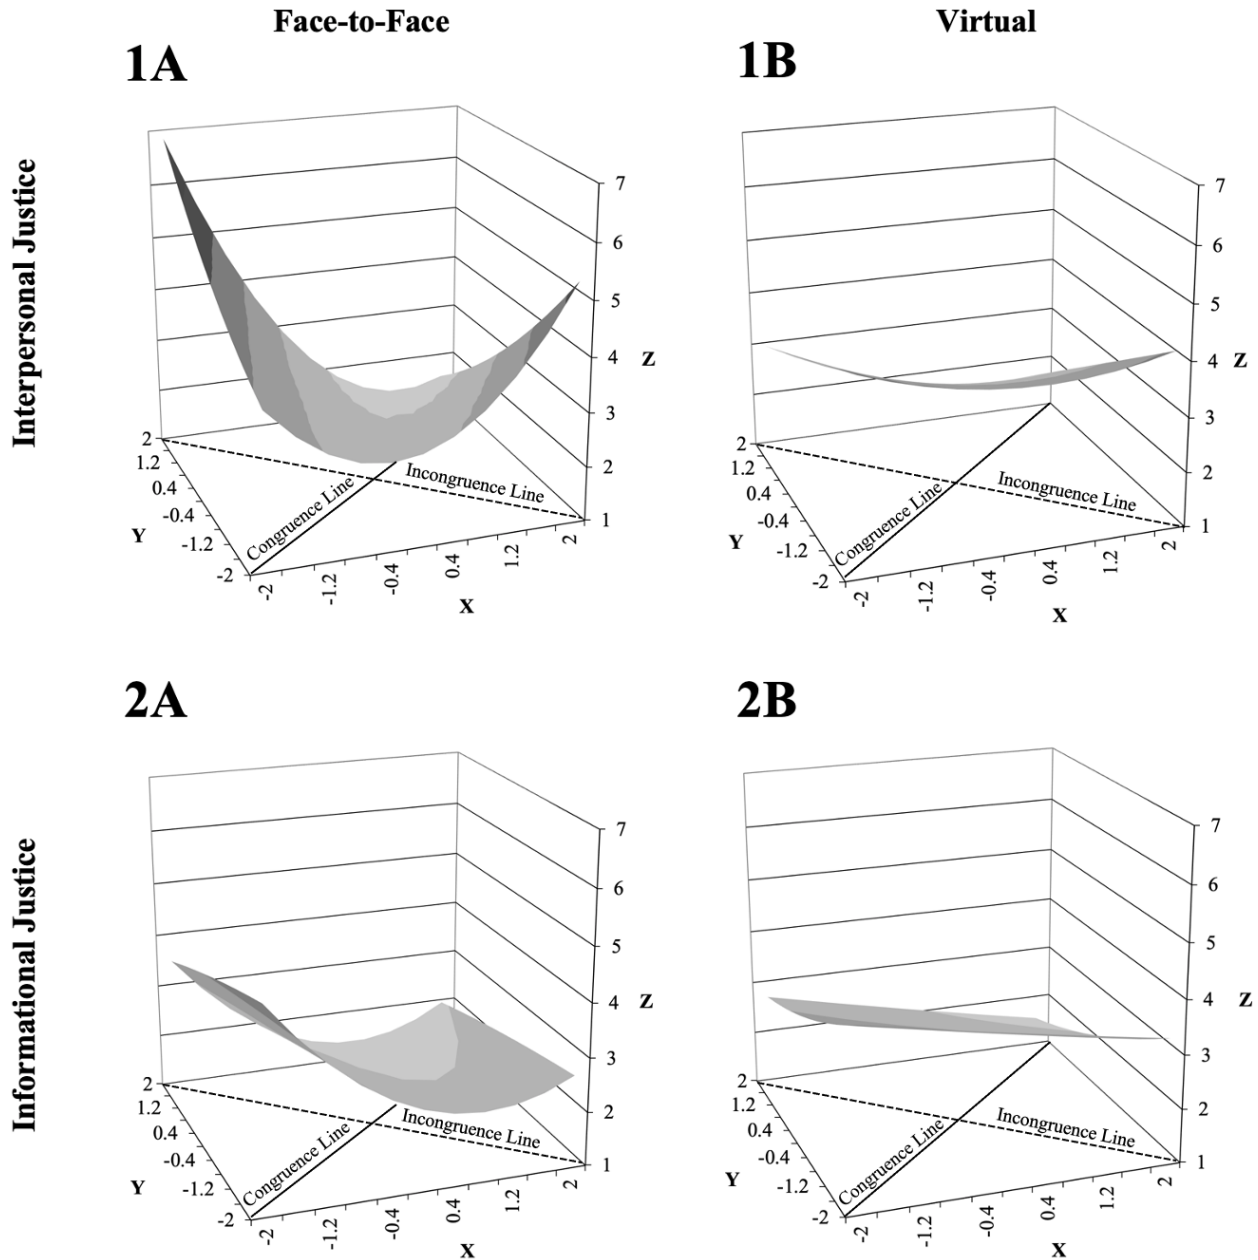 Face-to-Face
Virtual
Interpersonal Justice
1A
7
6
5
4
3
2
1
Z
2
1.2
0.4
-0.4
-1.2
-2
Y
-2
-1.2
-0.4
0.4
1.2
2
X
Congruence Line
Incongruence Line
1B
7
6
5
4
3
2
1
Z
2
1.2
0.4
-0.4
-1.2
-2
Y
-2
-1.2
-0.4
0.4
1.2
2
X
Congruence Line
Incongruence Line
Informational Justice
2A
7
6
5
4
3
2
1
Z
2
1.2
0.4
-0.4
-1.2
-2
Y
-2
-1.2
-0.4
0.4
1.2
2
X
Congruence Line
Incongruence Line
2B
7
6
5
4
3
2
1
Z
2
1.2
0.4
-0.4
-1.2
-2
Y
-2
-1.2
-0.4
0.4
1.2
2
X
Congruence Line
Incongruence Line